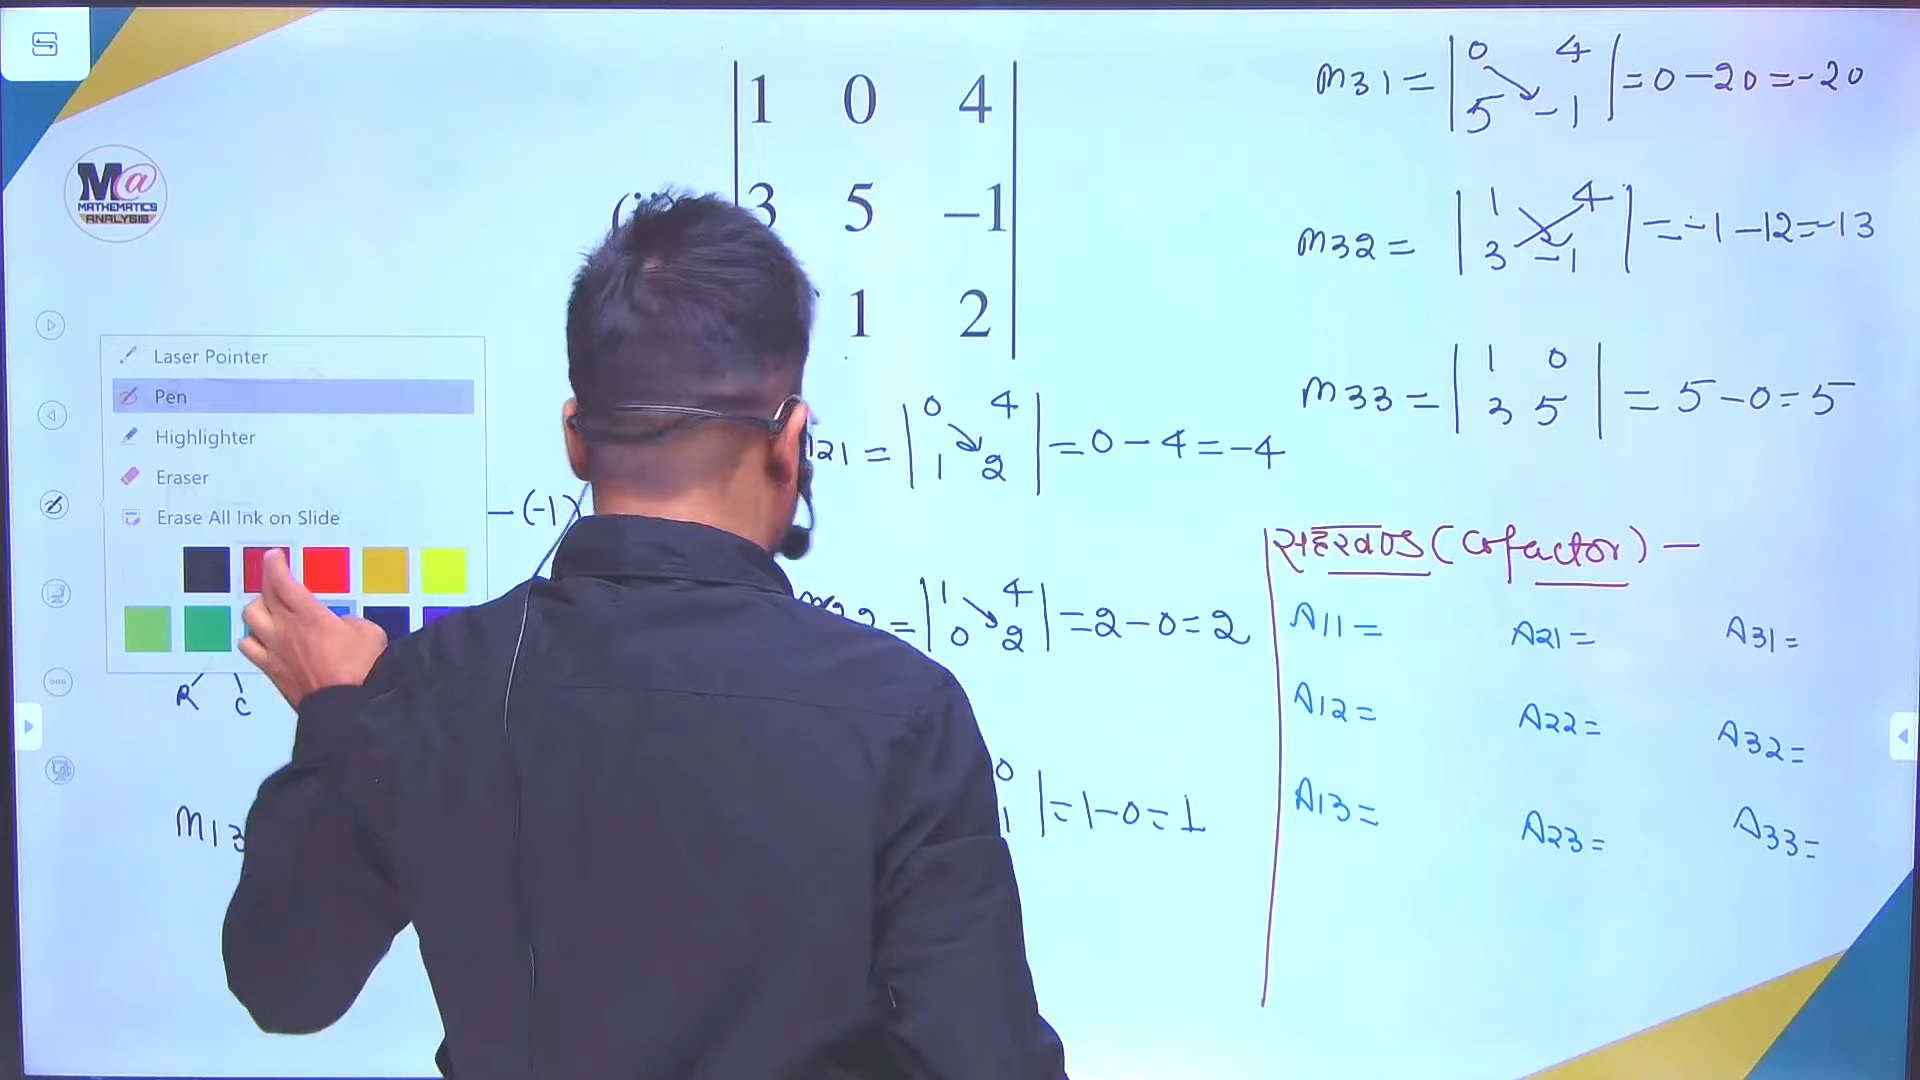 M@
MATHEMATICS
ANALYSIS
1 0 4
3 5 –1
1 2
Laser Pointer
Pen
Highlighter
Eraser
Erase All Ink on Slide
– (-1)
R C
M13
21 = | 0 4 | = 0 – 4 = -4
1 2
= | 1 4 | = 2 – 0 = 2
0 2
0
1 | = 1 – 0 = 1
M31 = | 0 4 | = 0 – 20 = -20
5 -1
M32 = | 1 4 | = -1 – 12 = -13
3 -1
M33 = | 1 0 | = 5 – 0 = 5
3 5
सहखण्ड (Cofactor) –
A11 = A21 = A31 =
A12 = A22 = A32 =
A13 = A23 = A33 =